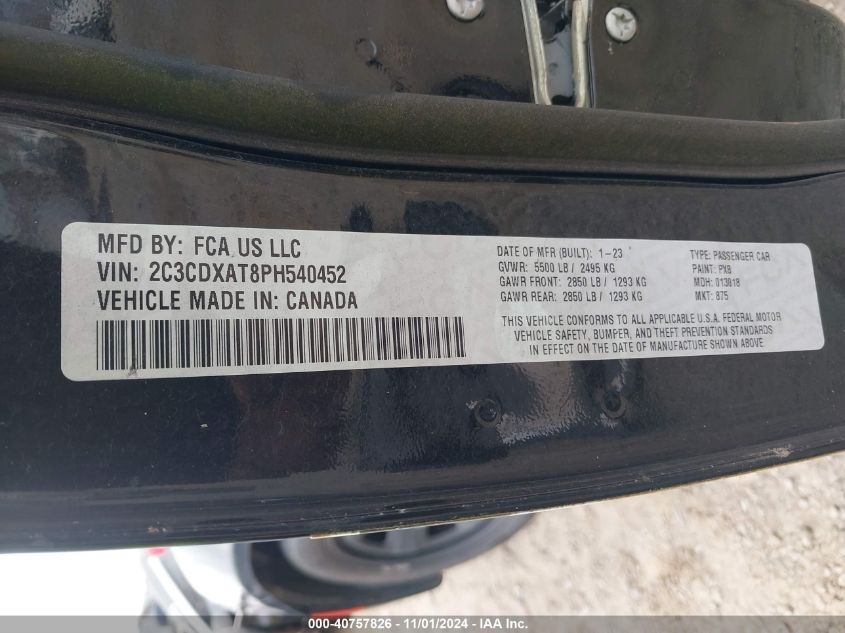 MFD BY: FCA US LLC
VIN: 2C3CDXAT8PH540452
VEHICLE MADE IN: CANADA
DATE OF MFR (BUILT): 1-23
GVWR: 5500 LB / 2495 KG
GAWR FRONT: 2850 LB / 1293 KG
GAWR REAR: 2850 LB / 1293 KG
TYPE: PASSENGER CAR
PAINT: PX8
MDH: 013018
MKT: 875
THIS VEHICLE CONFORMS TO ALL APPLICABLE U.S.A. FEDERAL MOTOR
VEHICLE SAFETY, BUMPER, AND THEFT PREVENTION STANDARDS
IN EFFECT ON THE DATE OF MANUFACTURE SHOWN ABOVE
000-40757826 - 11/01/2024 - IAA Inc.